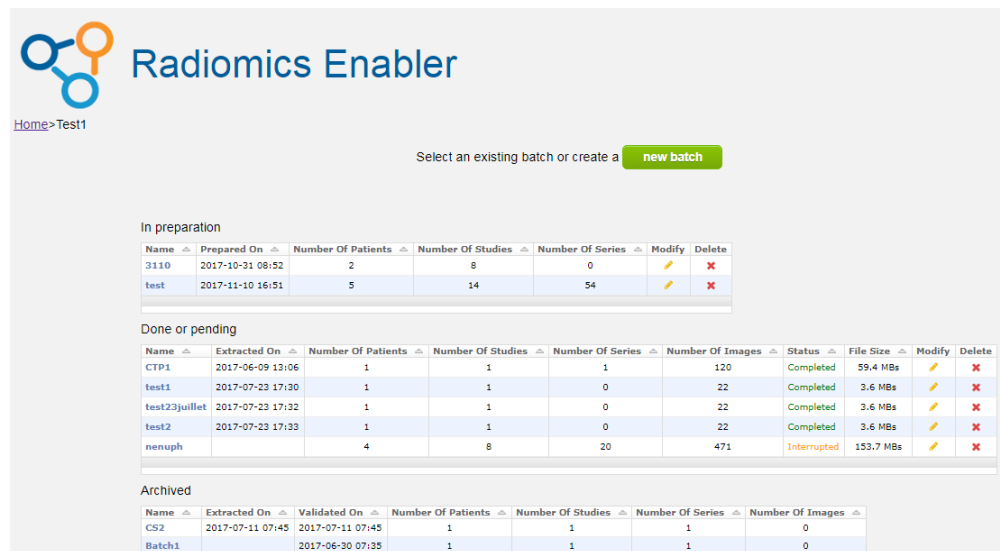 Radiomics Enabler
Home>Test1
Select an existing batch or create a new batch
In preparation
Name Prepared On Number Of Patients Number Of Studies Number Of Series Modify Delete
3110 2017-10-31 08:52 2 8 0
test 2017-11-10 16:51 5 14 54
Done or pending
Name Extracted On Number Of Patients Number Of Studies Number Of Series Number Of Images Status File Size Modify Delete
CTP1 2017-06-09 13:06 1 1 1 120 Completed 59.4 MBs
test1 2017-07-23 17:30 1 1 0 22 Completed 3.6 MBs
test23juillet 2017-07-23 17:32 1 1 0 22 Completed 3.6 MBs
test2 2017-07-23 17:33 1 1 0 22 Completed 3.6 MBs
nenuph 4 8 20 471 Interrupted 153.7 MBs
Archived
Name Extracted On Validated On Number Of Patients Number Of Studies Number Of Series Number Of Images
CS2 2017-07-11 07:45 2017-07-11 07:45 1 1 1 0
Batch1 2017-06-30 07:35 1 1 1 0